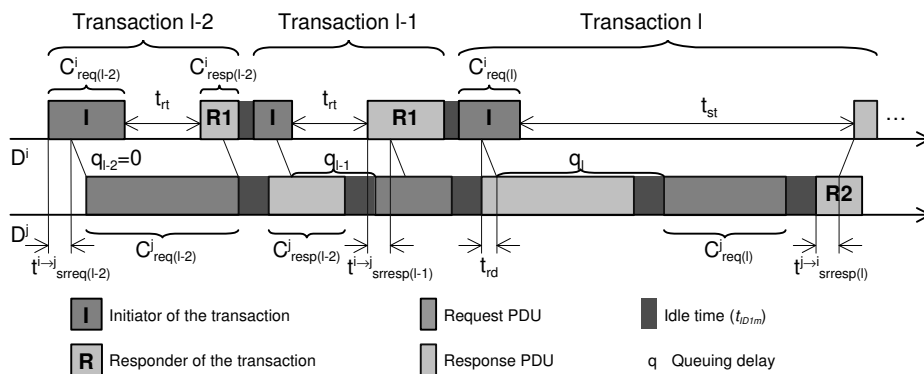 Transaction l-2 Transaction l-1 Transaction l
C^i_req(l-2) C^i_resp(l-2) C^i_req(l)
t_rt t_rt t_st
I R1 I R1 I ...
D^i
q_l-2=0 q_l-1 q_l
R2
D^j
C^j_req(l-2) C^j_resp(l-2) C^j_req(l)
t^i→j_srreq(l-2) t^i→j_srresp(l-1) t_rd t^j→i_srresp(l)
I Initiator of the transaction Request PDU Idle time (t_ID1m)
R Responder of the transaction Response PDU q Queuing delay